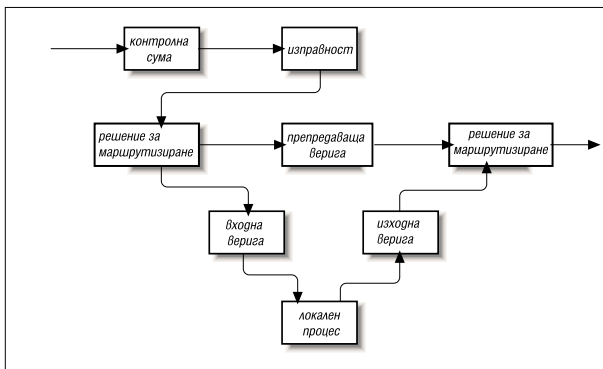 контролна
сума
изправност
решение за
маршрутизиране
препредаваща
верига
решение за
маршрутизиране
входна
верига
изходна
верига
локален
процес